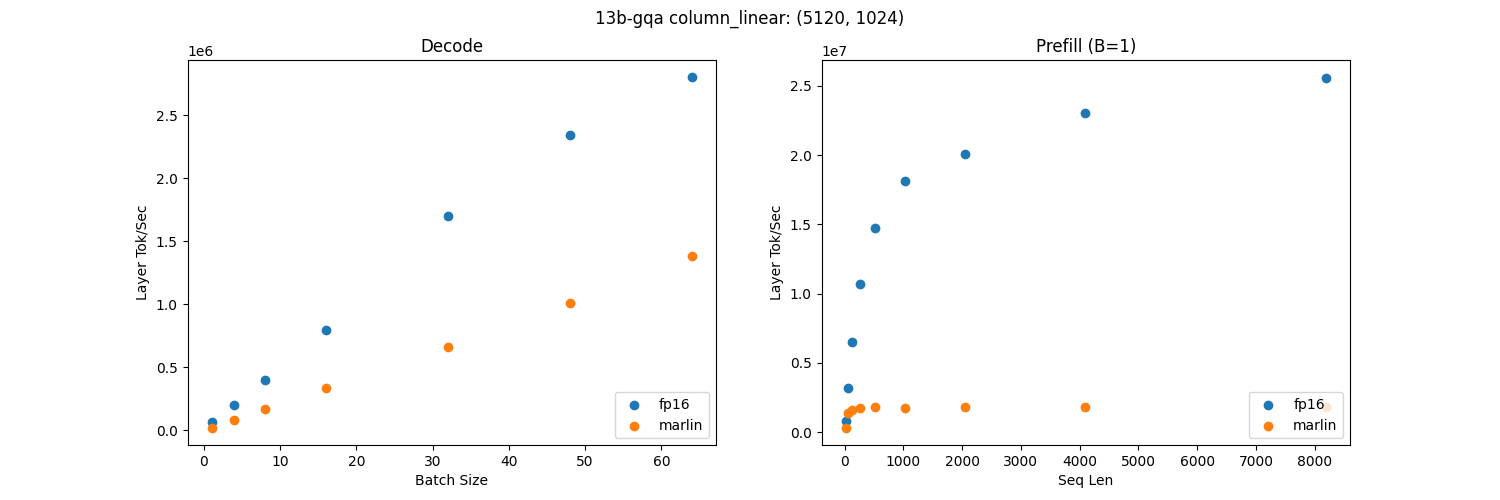 13b-gqa column_linear: (5120, 1024)
Decode
1e6
2.5
2.0
1.5
1.0
0.5
0.0
Layer Tok/Sec
0 10 20 30 40 50 60
Batch Size
fp16
marlin
Prefill (B=1)
1e7
2.5
2.0
1.5
1.0
0.5
0.0
Layer Tok/Sec
0 1000 2000 3000 4000 5000 6000 7000 8000
Seq Len
fp16
marlin